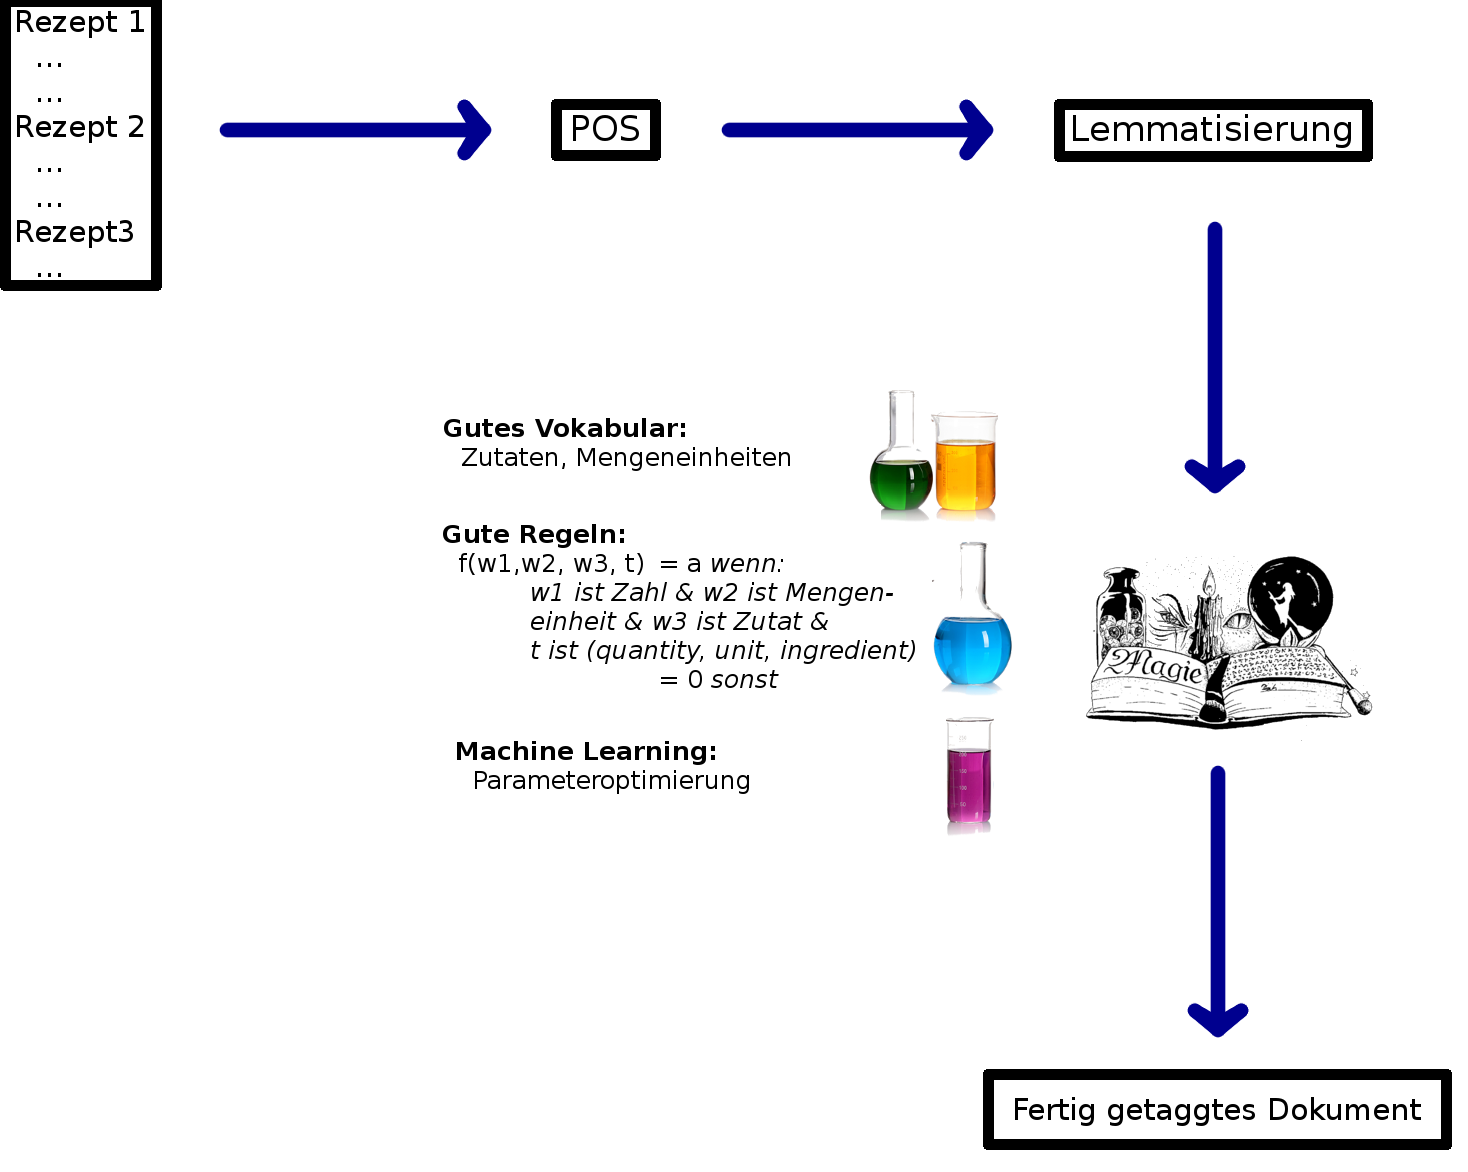 Rezept 1
...
...
Rezept 2
...
...
Rezept3
...
POS
Lemmatisierung
Gutes Vokabular:
Zutaten, Mengeneinheiten
Gute Regeln:
f(w1,w2, w3, t) = a wenn:
w1 ist Zahl & w2 ist Mengen-
einheit & w3 ist Zutat &
t ist (quantity, unit, ingredient)
= 0 sonst
Machine Learning:
Parameteroptimierung
Magie
Fertig getaggtes Dokument